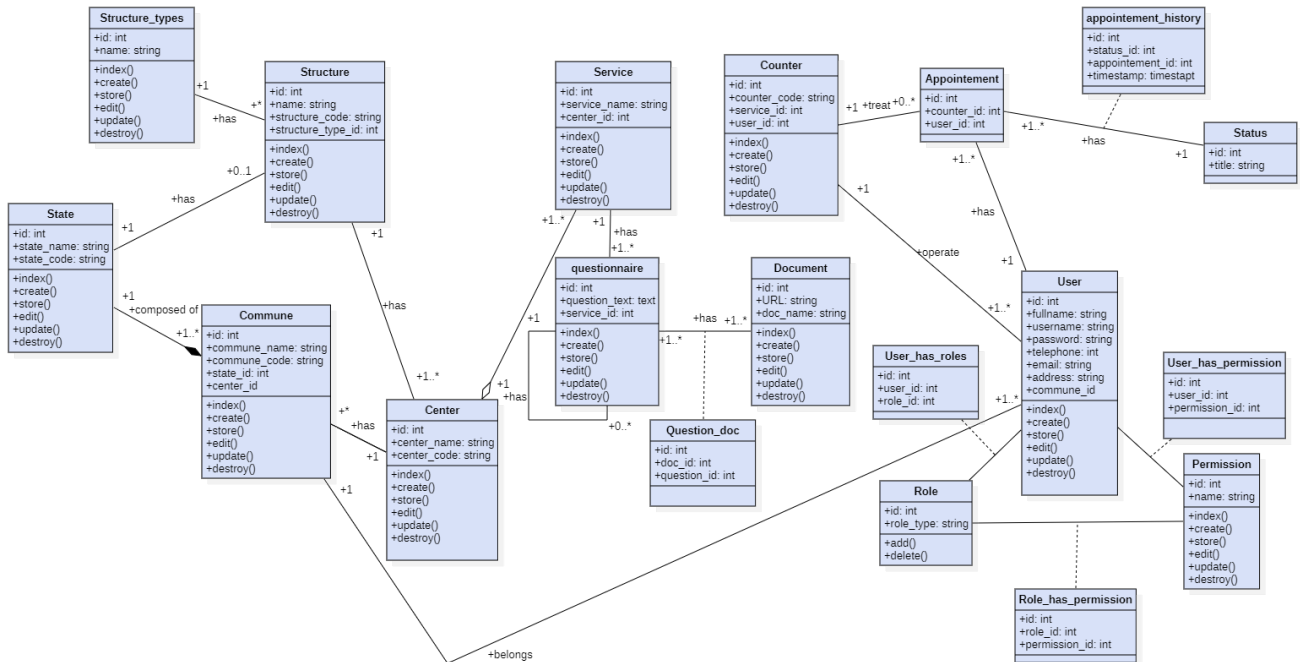 Structure_types
+id: int
+name: string
+index()
+create()
+store()
+edit()
+update()
+destroy()
+1
+*
+has
Structure
+id: int
+name: string
+structure_code: string
+structure_type_id: int
+index()
+create()
+store()
+edit()
+update()
+destroy()
+0..1
+has
+1
+1
+has
+1..*
State
+id: int
+state_name: string
+state_code: string
+index()
+create()
+store()
+edit()
+update()
+destroy()
+1
+composed of
+1..*
Commune
+id: int
+commune_name: string
+commune_code: string
+state_id: int
+center_id
+index()
+create()
+store()
+edit()
+update()
+destroy()
+*
+has
+1
+1
Center
+id: int
+center_name: string
+center_code: string
+index()
+create()
+store()
+edit()
+update()
+destroy()
Service
+id: int
+service_name: string
+center_id: int
+index()
+create()
+store()
+edit()
+update()
+destroy()
+1..*
+1
+has
+1..*
+1
questionnaire
+id: int
+question_text: text
+service_id: int
+index()
+create()
+store()
+edit()
+update()
+destroy()
+1
+has
+0..*
+has
+1..*
+1..*
Document
+id: int
+URL: string
+doc_name: string
+index()
+create()
+store()
+edit()
+update()
+destroy()
Question_doc
+id: int
+doc_id: int
+question_id: int
Counter
+id: int
+counter_code: string
+service_id: int
+user_id: int
+index()
+create()
+store()
+edit()
+update()
+destroy()
+1
+treat
+0..*
+1
+operate
+1..*
Appointement
+id: int
+counter_id: int
+user_id: int
+1..*
+has
+1
+1..*
+has
+1
appointement_history
+id: int
+status_id: int
+appointement_id: int
+timestamp: timestapt
Status
+id: int
+title: string
User
+id: int
+fullname: string
+username: string
+password: string
+telephone: int
+email: string
+address: string
+commune_id
+index()
+create()
+store()
+edit()
+update()
+destroy()
+1..*
+belongs
User_has_roles
+id: int
+user_id: int
+role_id: int
User_has_permission
+id: int
+user_id: int
+permission_id: int
Role
+id: int
+role_type: string
+add()
+delete()
Permission
+id: int
+name: string
+index()
+create()
+store()
+edit()
+update()
+destroy()
Role_has_permission
+id: int
+role_id: int
+permission_id: int